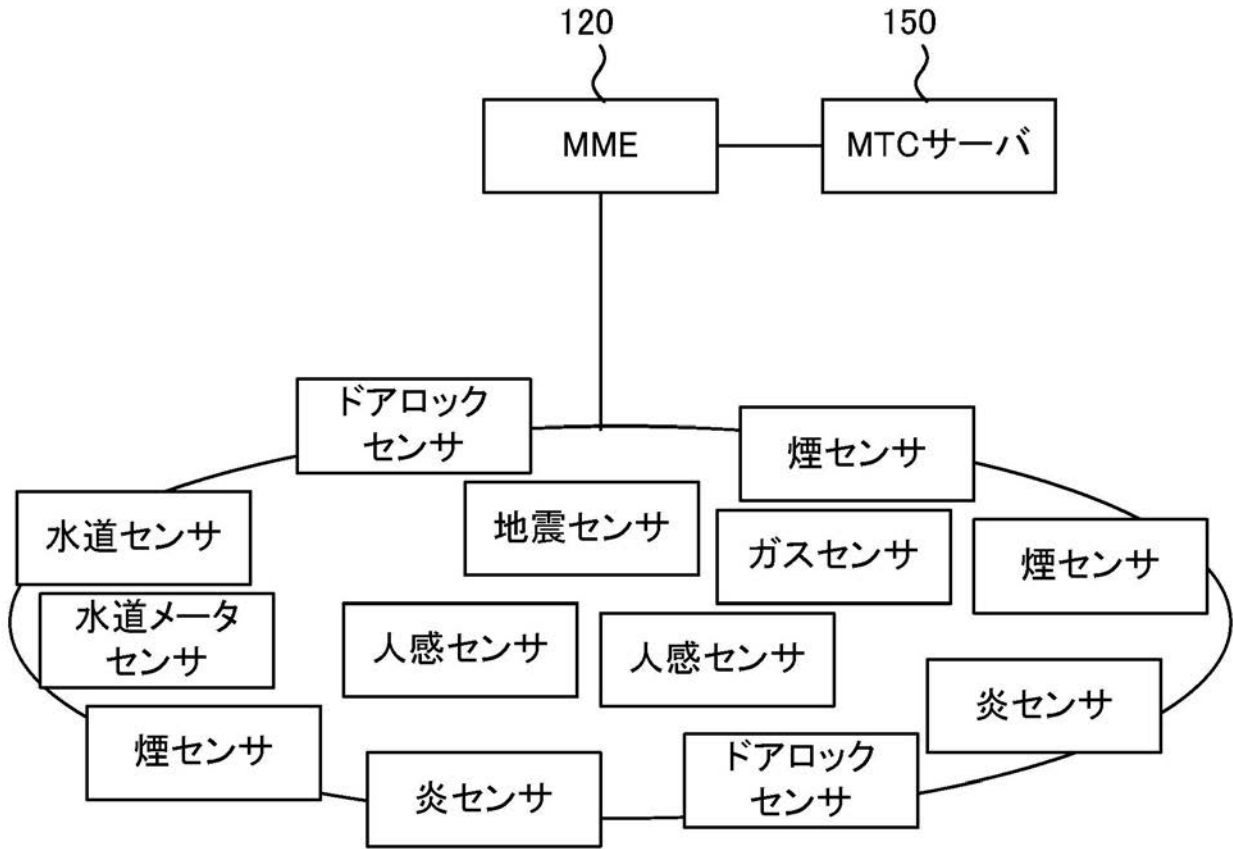 120
150
MME
MTCサーバ
ドアロック
センサ
煙センサ
水道センサ
地震センサ
ガスセンサ
煙センサ
水道メータ
センサ
人感センサ
人感センサ
炎センサ
煙センサ
炎センサ
ドアロック
センサ